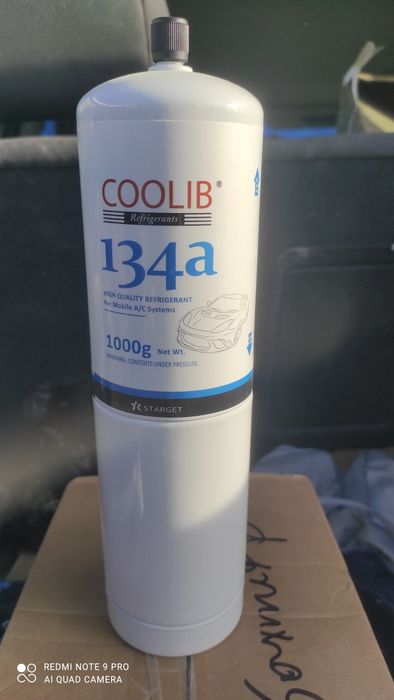 COOLIB®
Refrigerants
134a
HIGH QUALITY REFRIGERANT
For Mobile A/C Systems
1000g Net Wt.
WARNING: CONTENTS UNDER PRESSURE.
STARGET
REDMI NOTE 9 PRO
AI QUAD CAMERA